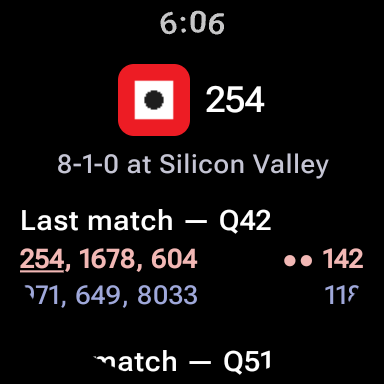 6:06
254
8-1-0 at Silicon Valley
Last match — Q42
254, 1678, 604 •• 142
649, 8033
match — Q51